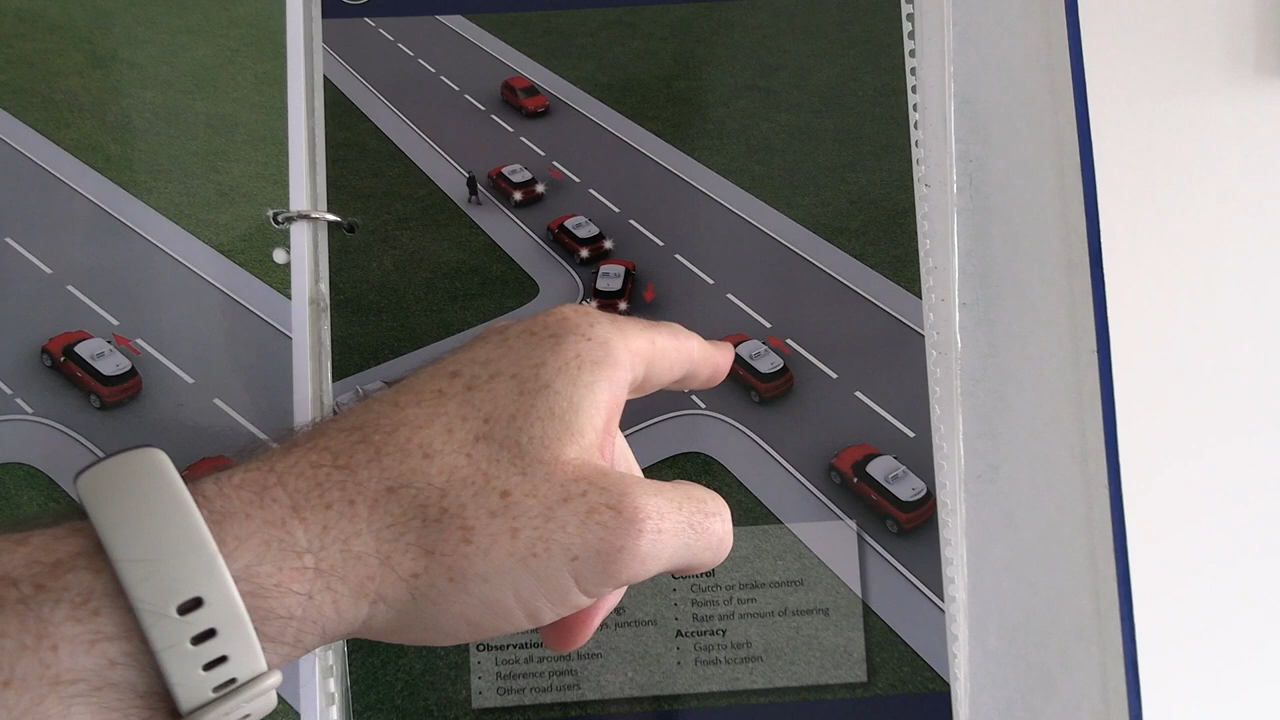 ys, junctions
Observation
Look all around, listen
Reference points
Other road users
Control
Clutch or brake control
Points of turn
Rate and amount of steering
Accuracy
Gap to kerb
Finish location